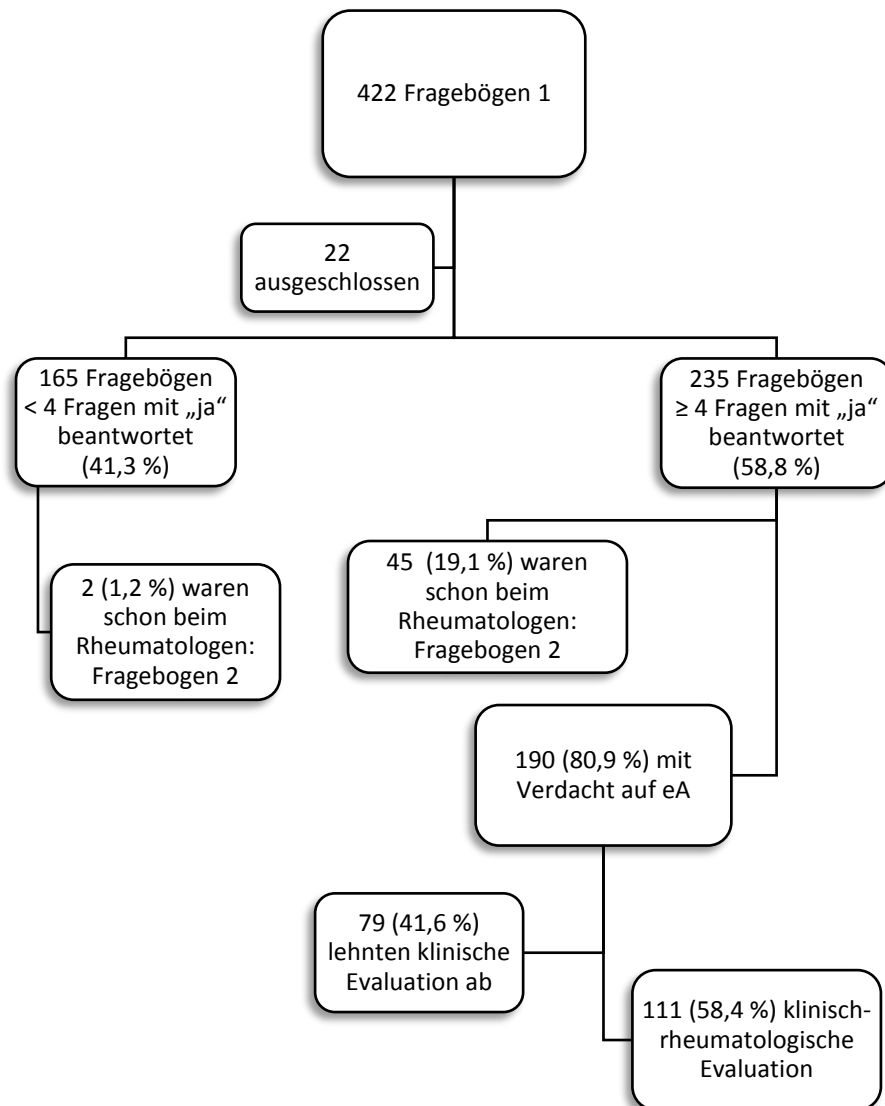 422 Fragebögen 1
22
ausgeschlossen
165 Fragebögen
< 4 Fragen mit „ja“
beantwortet
(41,3 %)
235 Fragebögen
≥ 4 Fragen mit „ja“
beantwortet
(58,8 %)
2 (1,2 %) waren
schon beim
Rheumatologen:
Fragebogen 2
45 (19,1 %) waren
schon beim
Rheumatologen:
Fragebogen 2
190 (80,9 %) mit
Verdacht auf eA
79 (41,6 %)
lehnten klinische
Evaluation ab
111 (58,4 %) klinisch-
rheumatologische
Evaluation